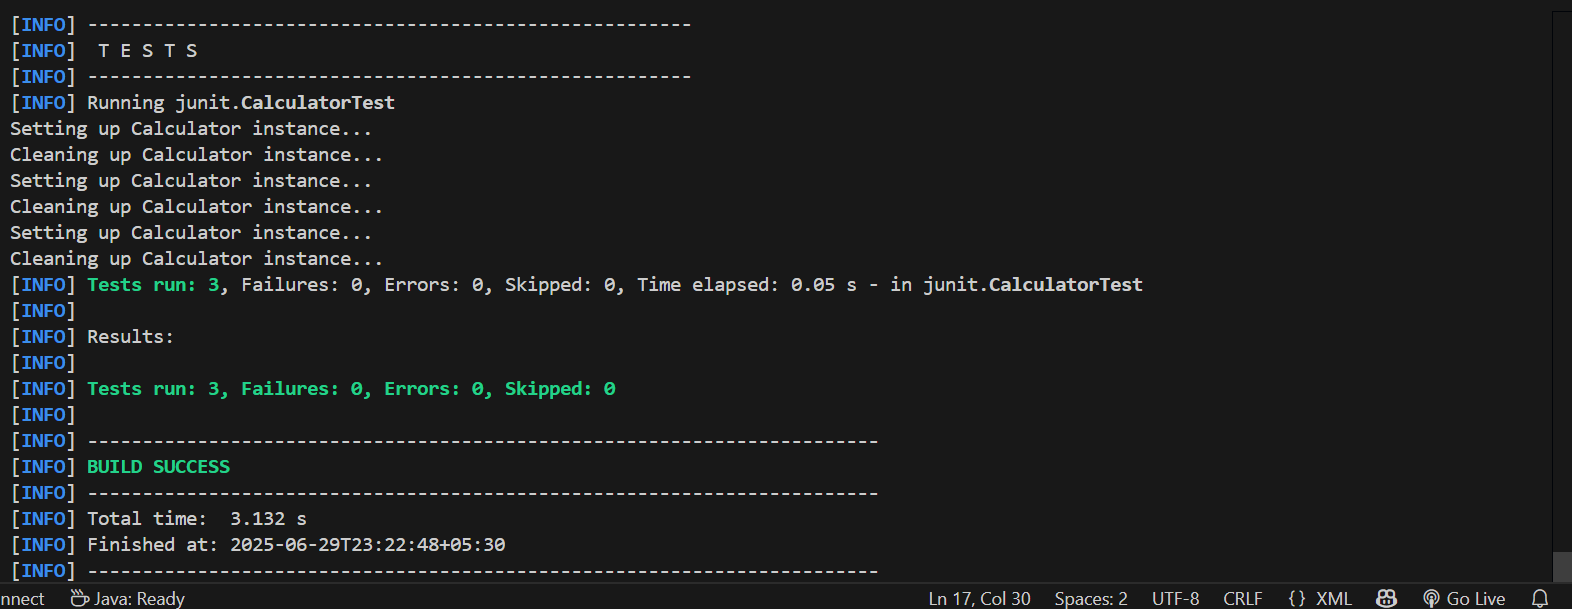 [INFO] -------------------------------------------------------
[INFO]  T E S T S
[INFO] -------------------------------------------------------
[INFO] Running junit.CalculatorTest
Setting up Calculator instance...
Cleaning up Calculator instance...
Setting up Calculator instance...
Cleaning up Calculator instance...
Setting up Calculator instance...
Cleaning up Calculator instance...
[INFO] Tests run: 3, Failures: 0, Errors: 0, Skipped: 0, Time elapsed: 0.05 s - in junit.CalculatorTest
[INFO]
[INFO] Results:
[INFO]
[INFO] Tests run: 3, Failures: 0, Errors: 0, Skipped: 0
[INFO]
[INFO] ------------------------------------------------------------------------
[INFO] BUILD SUCCESS
[INFO] ------------------------------------------------------------------------
[INFO] Total time:  3.132 s
[INFO] Finished at: 2025-06-29T23:22:48+05:30
[INFO] ------------------------------------------------------------------------
nnect Java: Ready Ln 17, Col 30 Spaces: 2 UTF-8 CRLF {} XML Go Live